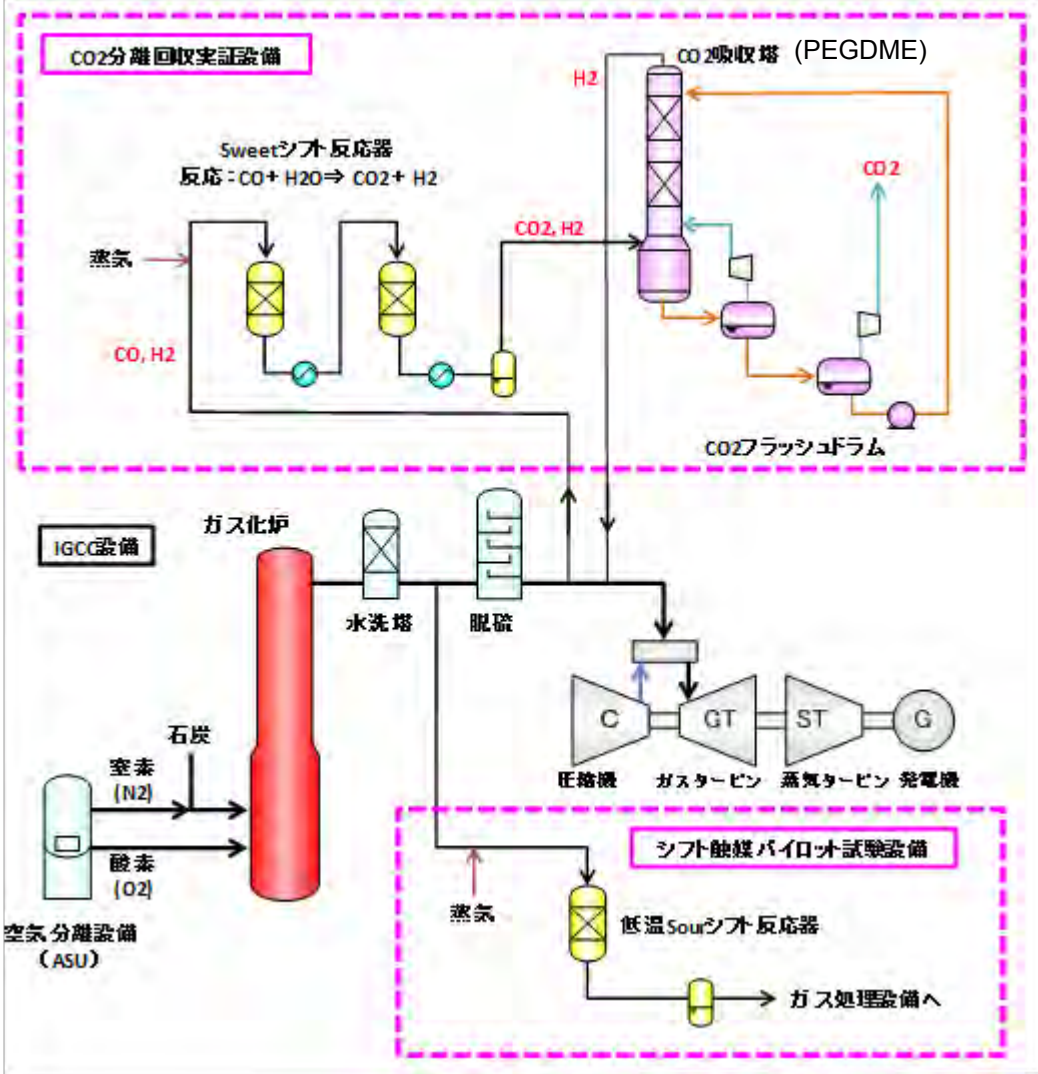 CO2分離回収実証設備
CO2吸収塔 (PEGDME)
H2
Sweetシフト反応器
反応：CO+ H2O⇒ CO2+ H2
CO2
CO2, H2
蒸気
CO, H2
CO2フラッシュドラム
IGCC設備
ガス化炉
水洗塔
脱硫
石炭
窒素
(N2)
酸素
(O2)
空気分離設備
(ASU)
C
GT
ST
G
圧縮機
ガスタービン
蒸気タービン
発電機
シフト触媒パイロット試験設備
蒸気
低温Sourシフト反応器
ガス処理設備へ